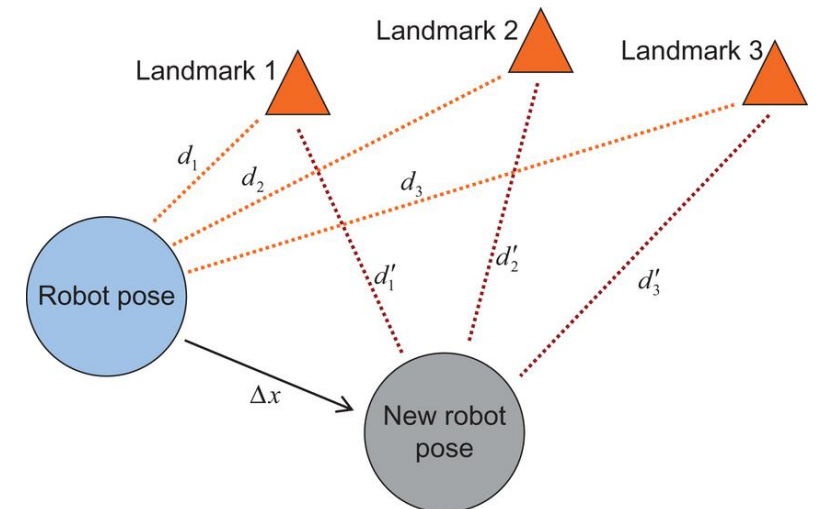 Landmark 1
Landmark 2
Landmark 3
d₁
d₂
d₃
d′₁
d′₂
d′₃
Robot pose
Δx
New robot
pose